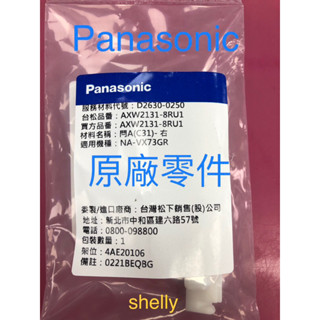 Panasonic
Panasonic
服務材料代號：D2630-0250
台松品番：AXW2131-8RU1
買方品番：AXW2131-8RU1
材料名稱：閂A(C31)- 右
適用機種：NA-VX73GR
原廠零件
委製/進口廠商：台灣松下銷售(股)公司
地址：新北市中和區建六路57號
電話：0800-098800
包裝數量：1
架位：4AE20106
備註：0221BEQBG
shelly